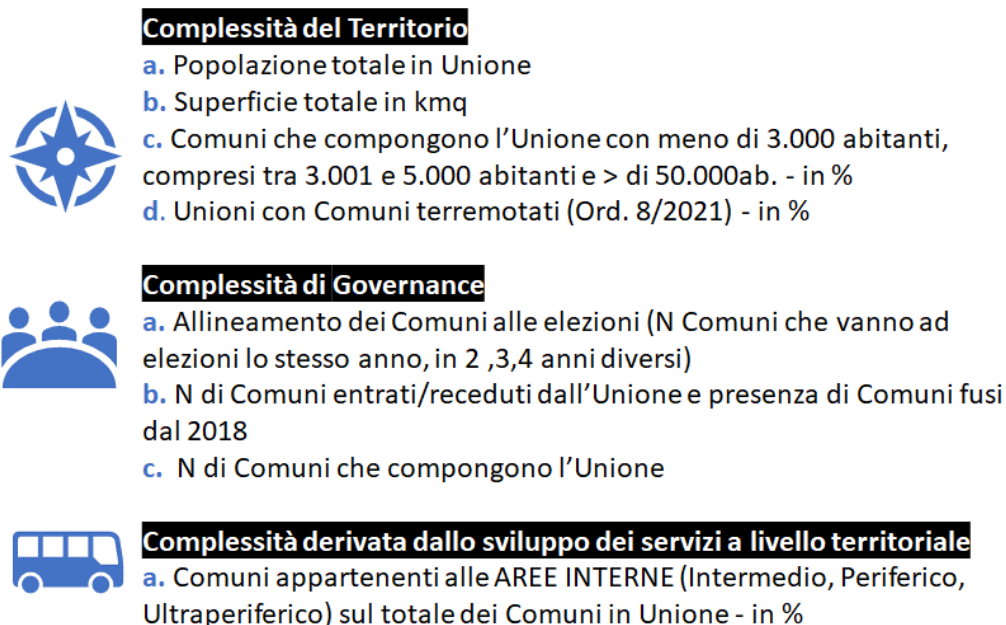 Complessità del Territorio
a. Popolazione totale in Unione
b. Superficie totale in kmq
c. Comuni che compongono l'Unione con meno di 3.000 abitanti,
compresi tra 3.001 e 5.000 abitanti e > di 50.000ab. - in %
d. Unioni con Comuni terremotati (Ord. 8/2021) - in %
Complessità di Governance
a. Allineamento dei Comuni alle elezioni (N Comuni che vanno ad
elezioni lo stesso anno, in 2 ,3,4 anni diversi)
b. N di Comuni entrati/receduti dall'Unione e presenza di Comuni fusi
dal 2018
c. N di Comuni che compongono l'Unione
Complessità derivata dallo sviluppo dei servizi a livello territoriale
a. Comuni appartenenti alle AREE INTERNE (Intermedio, Periferico,
Ultraperiferico) sul totale dei Comuni in Unione - in %